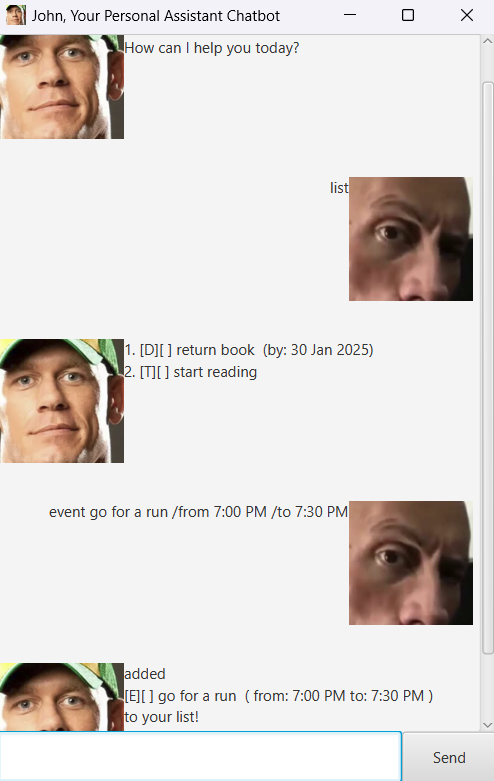 John, Your Personal Assistant Chatbot
How can I help you today?
list
1. [D][ ] return book  (by: 30 Jan 2025)
2. [T][ ] start reading
event go for a run /from 7:00 PM /to 7:30 PM
added
[E][ ] go for a run  ( from: 7:00 PM to: 7:30 PM )
to your list!
Send